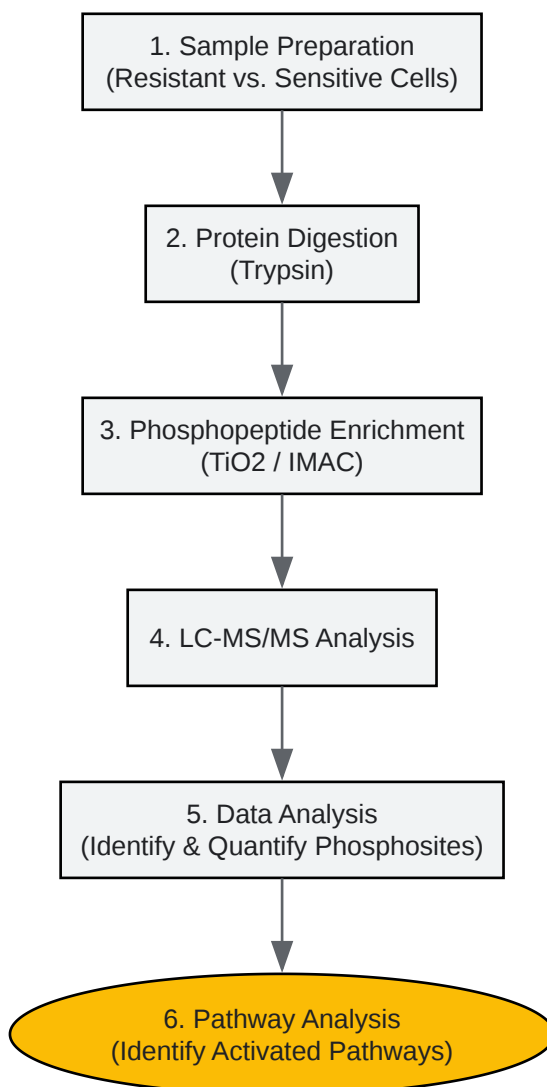 1. Sample Preparation
(Resistant vs. Sensitive Cells)
2. Protein Digestion
(Trypsin)
3. Phosphopeptide Enrichment
(TiO2 / IMAC)
4. LC-MS/MS Analysis
5. Data Analysis
(Identify & Quantify Phosphosites)
6. Pathway Analysis
(Identify Activated Pathways)